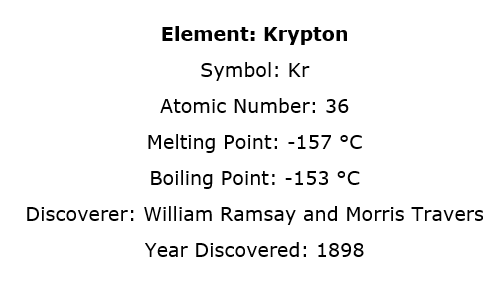 Element: Krypton
Symbol: Kr
Atomic Number: 36
Melting Point: -157 °C
Boiling Point: -153 °C
Discoverer: William Ramsay and Morris Travers
Year Discovered: 1898